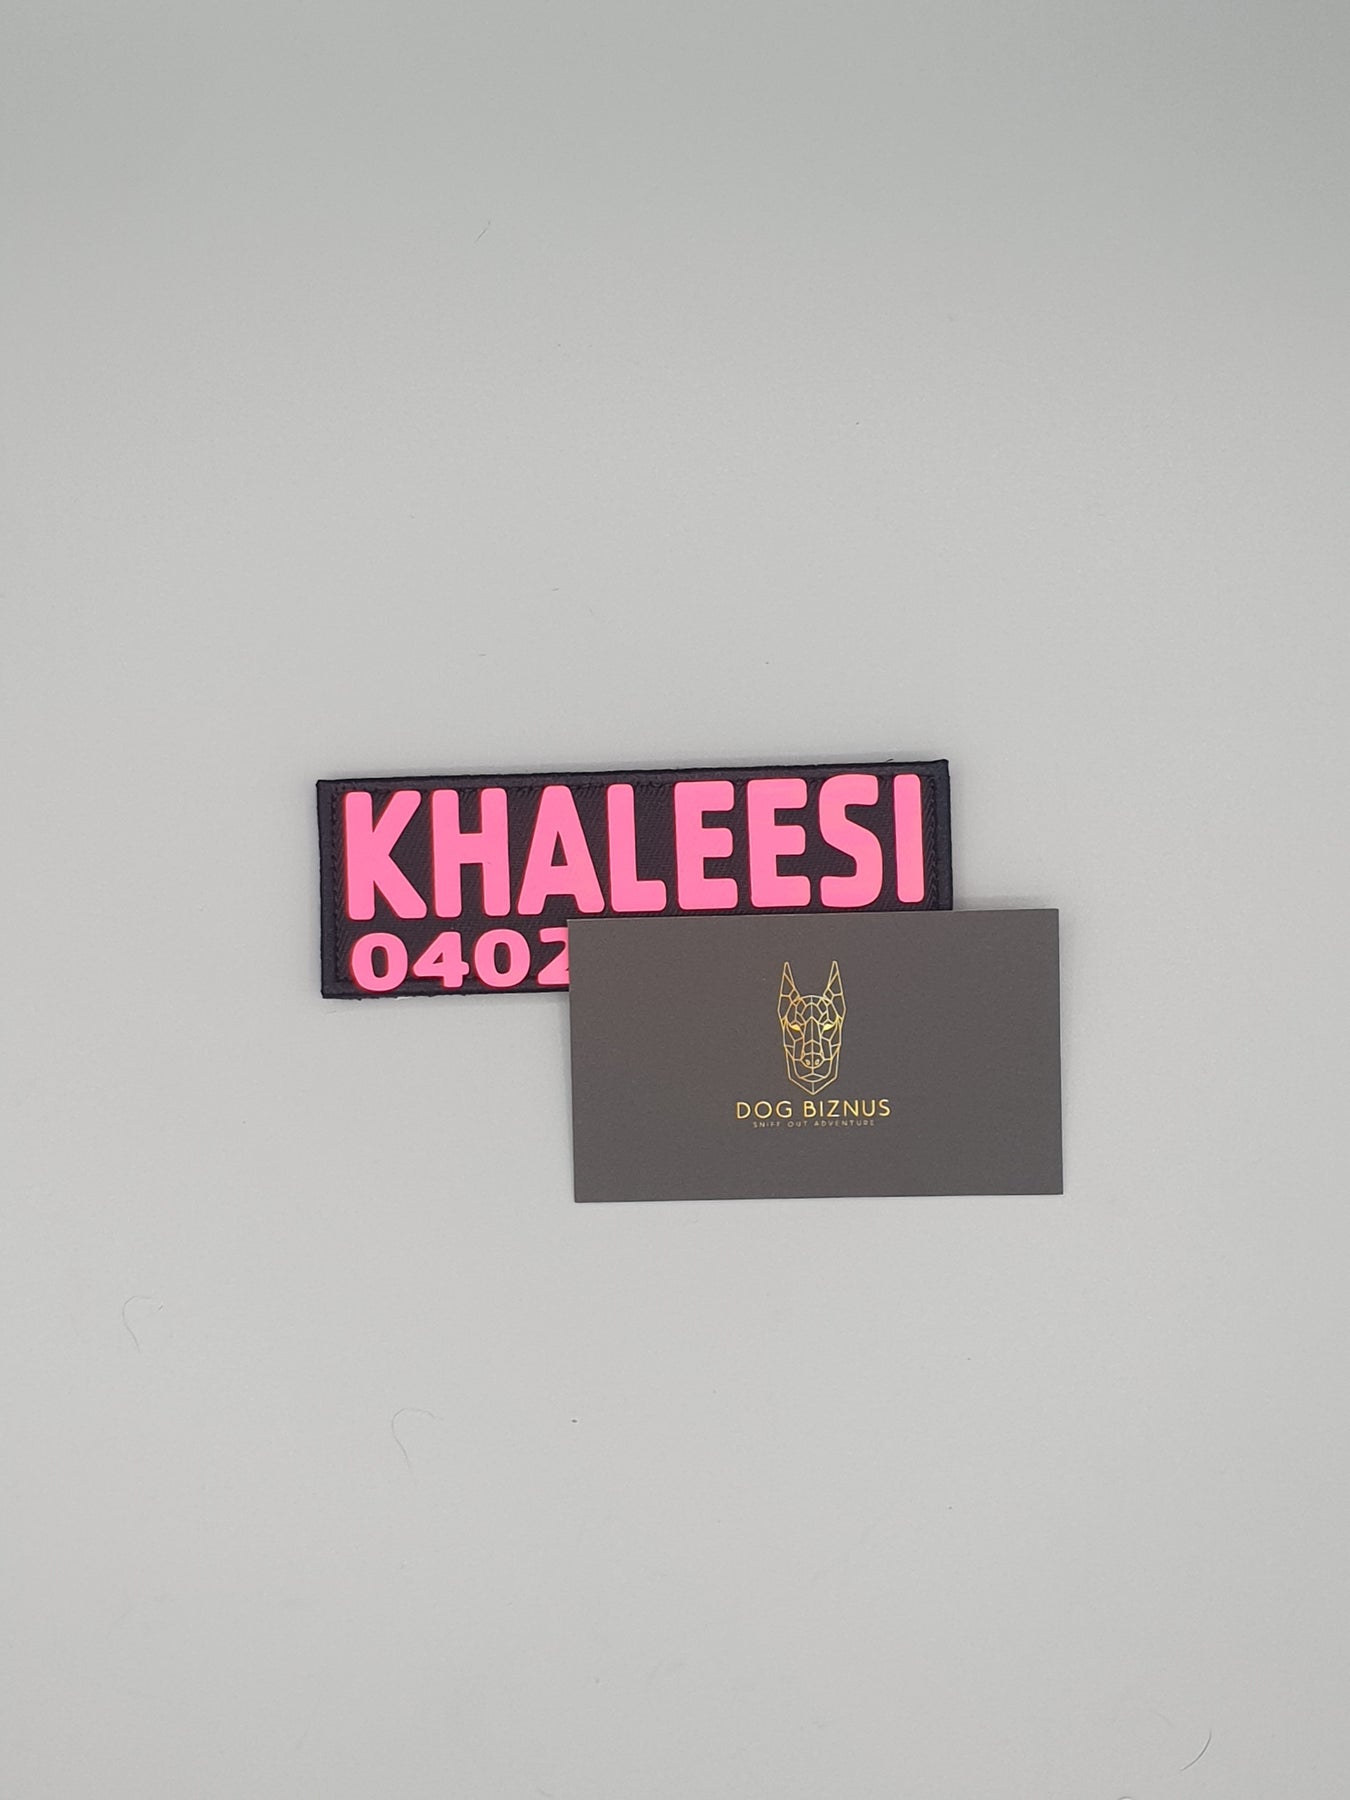 KHALEESI
0402
DOG BIZNUS
SNIFF OUT ADVENTURE